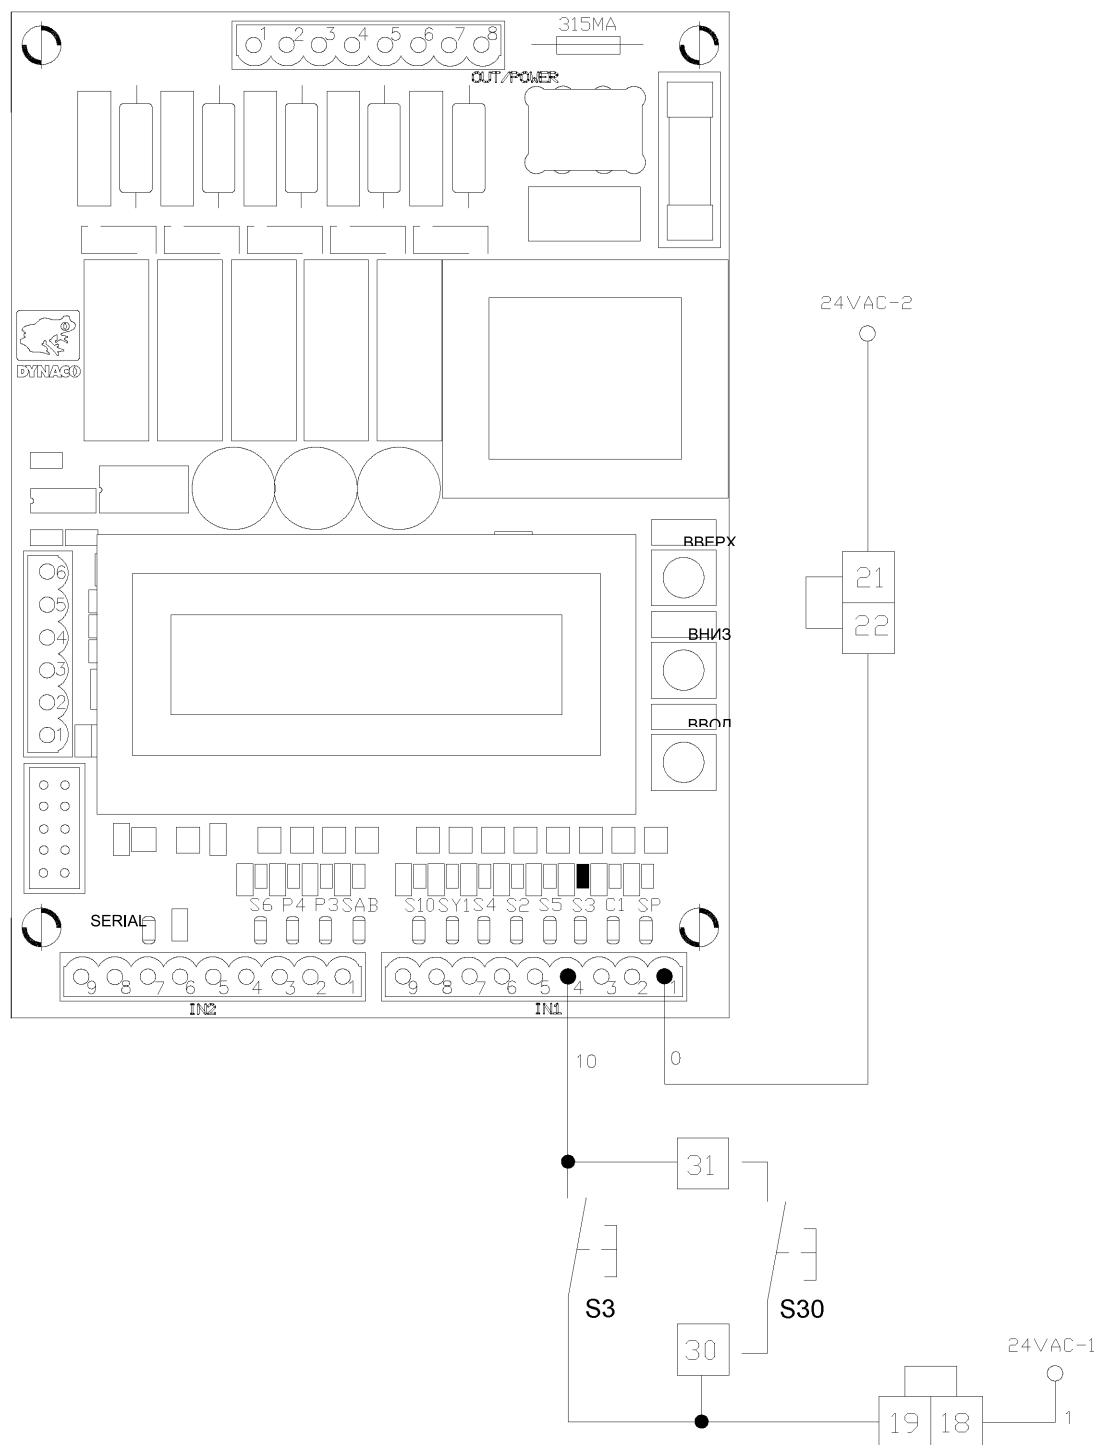 1 2 3 4 5 6 7 8
315MA
OUT/POWER
24VAC-2
DYNACO
ВВЕРХ
6
5
4
3
2
1
21
22
ВНИЗ
ВВОД
S6 P4 P3 SAB S10 SY1 S4 S2 S5 S3 C1 SP
SERIAL
9 8 7 6 5 4 3 2 1
9 8 7 6 5 4 3 2 1
IN2
IN1
10
0
31
S3
S30
30
24VAC-1
19 18
1